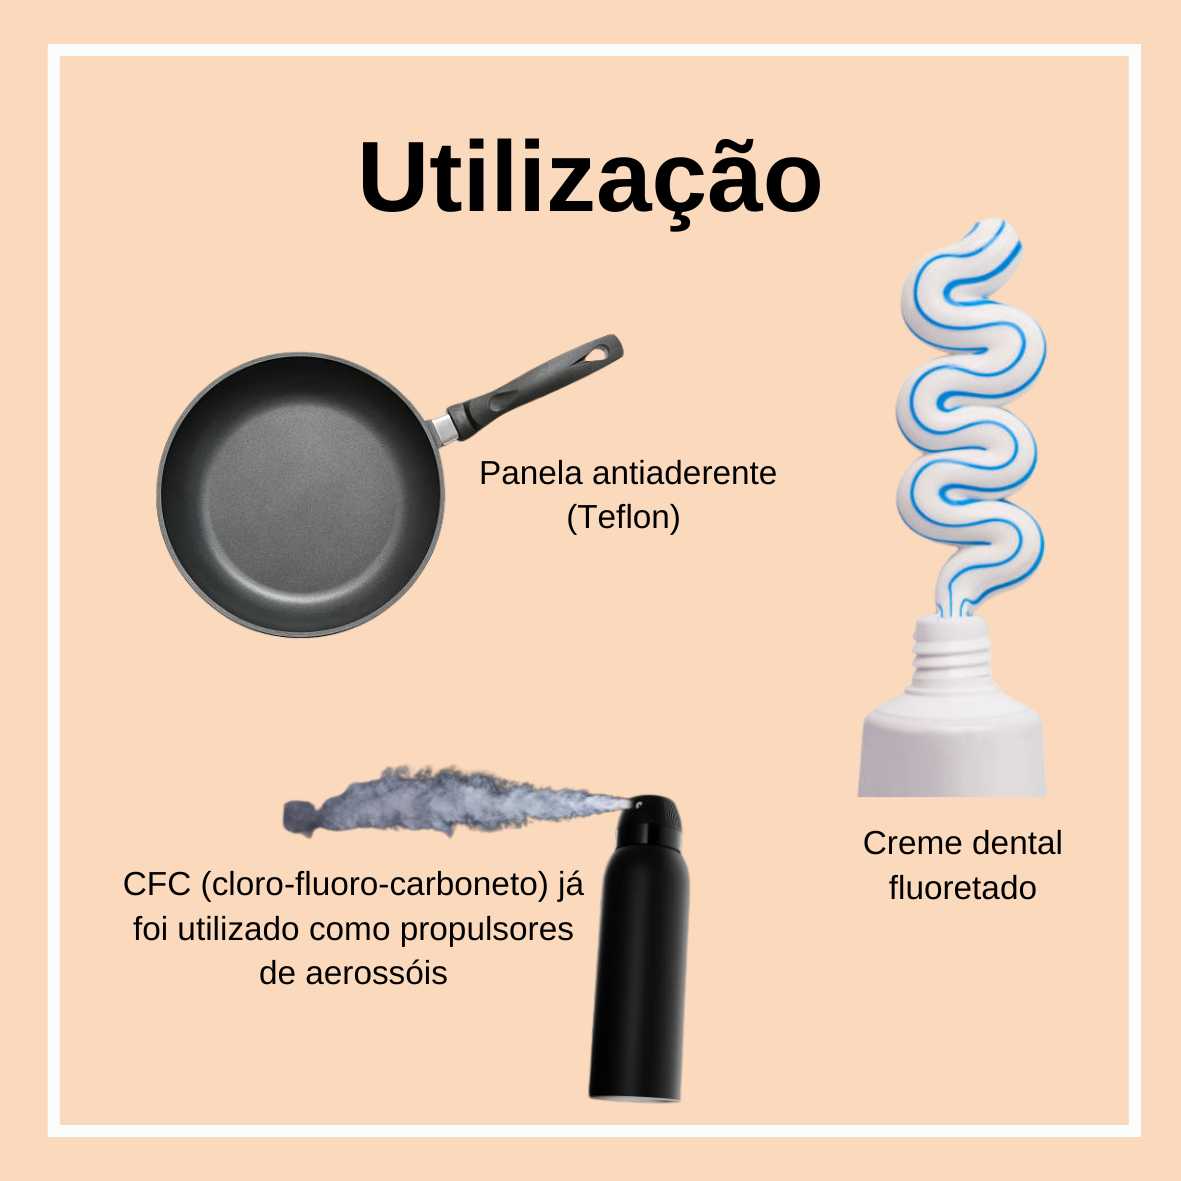 Utilização
Panela antiaderente
(Teflon)
Creme dental
fluoretado
CFC (cloro-fluoro-carboneto) já
foi utilizado como propulsores
de aerossóis